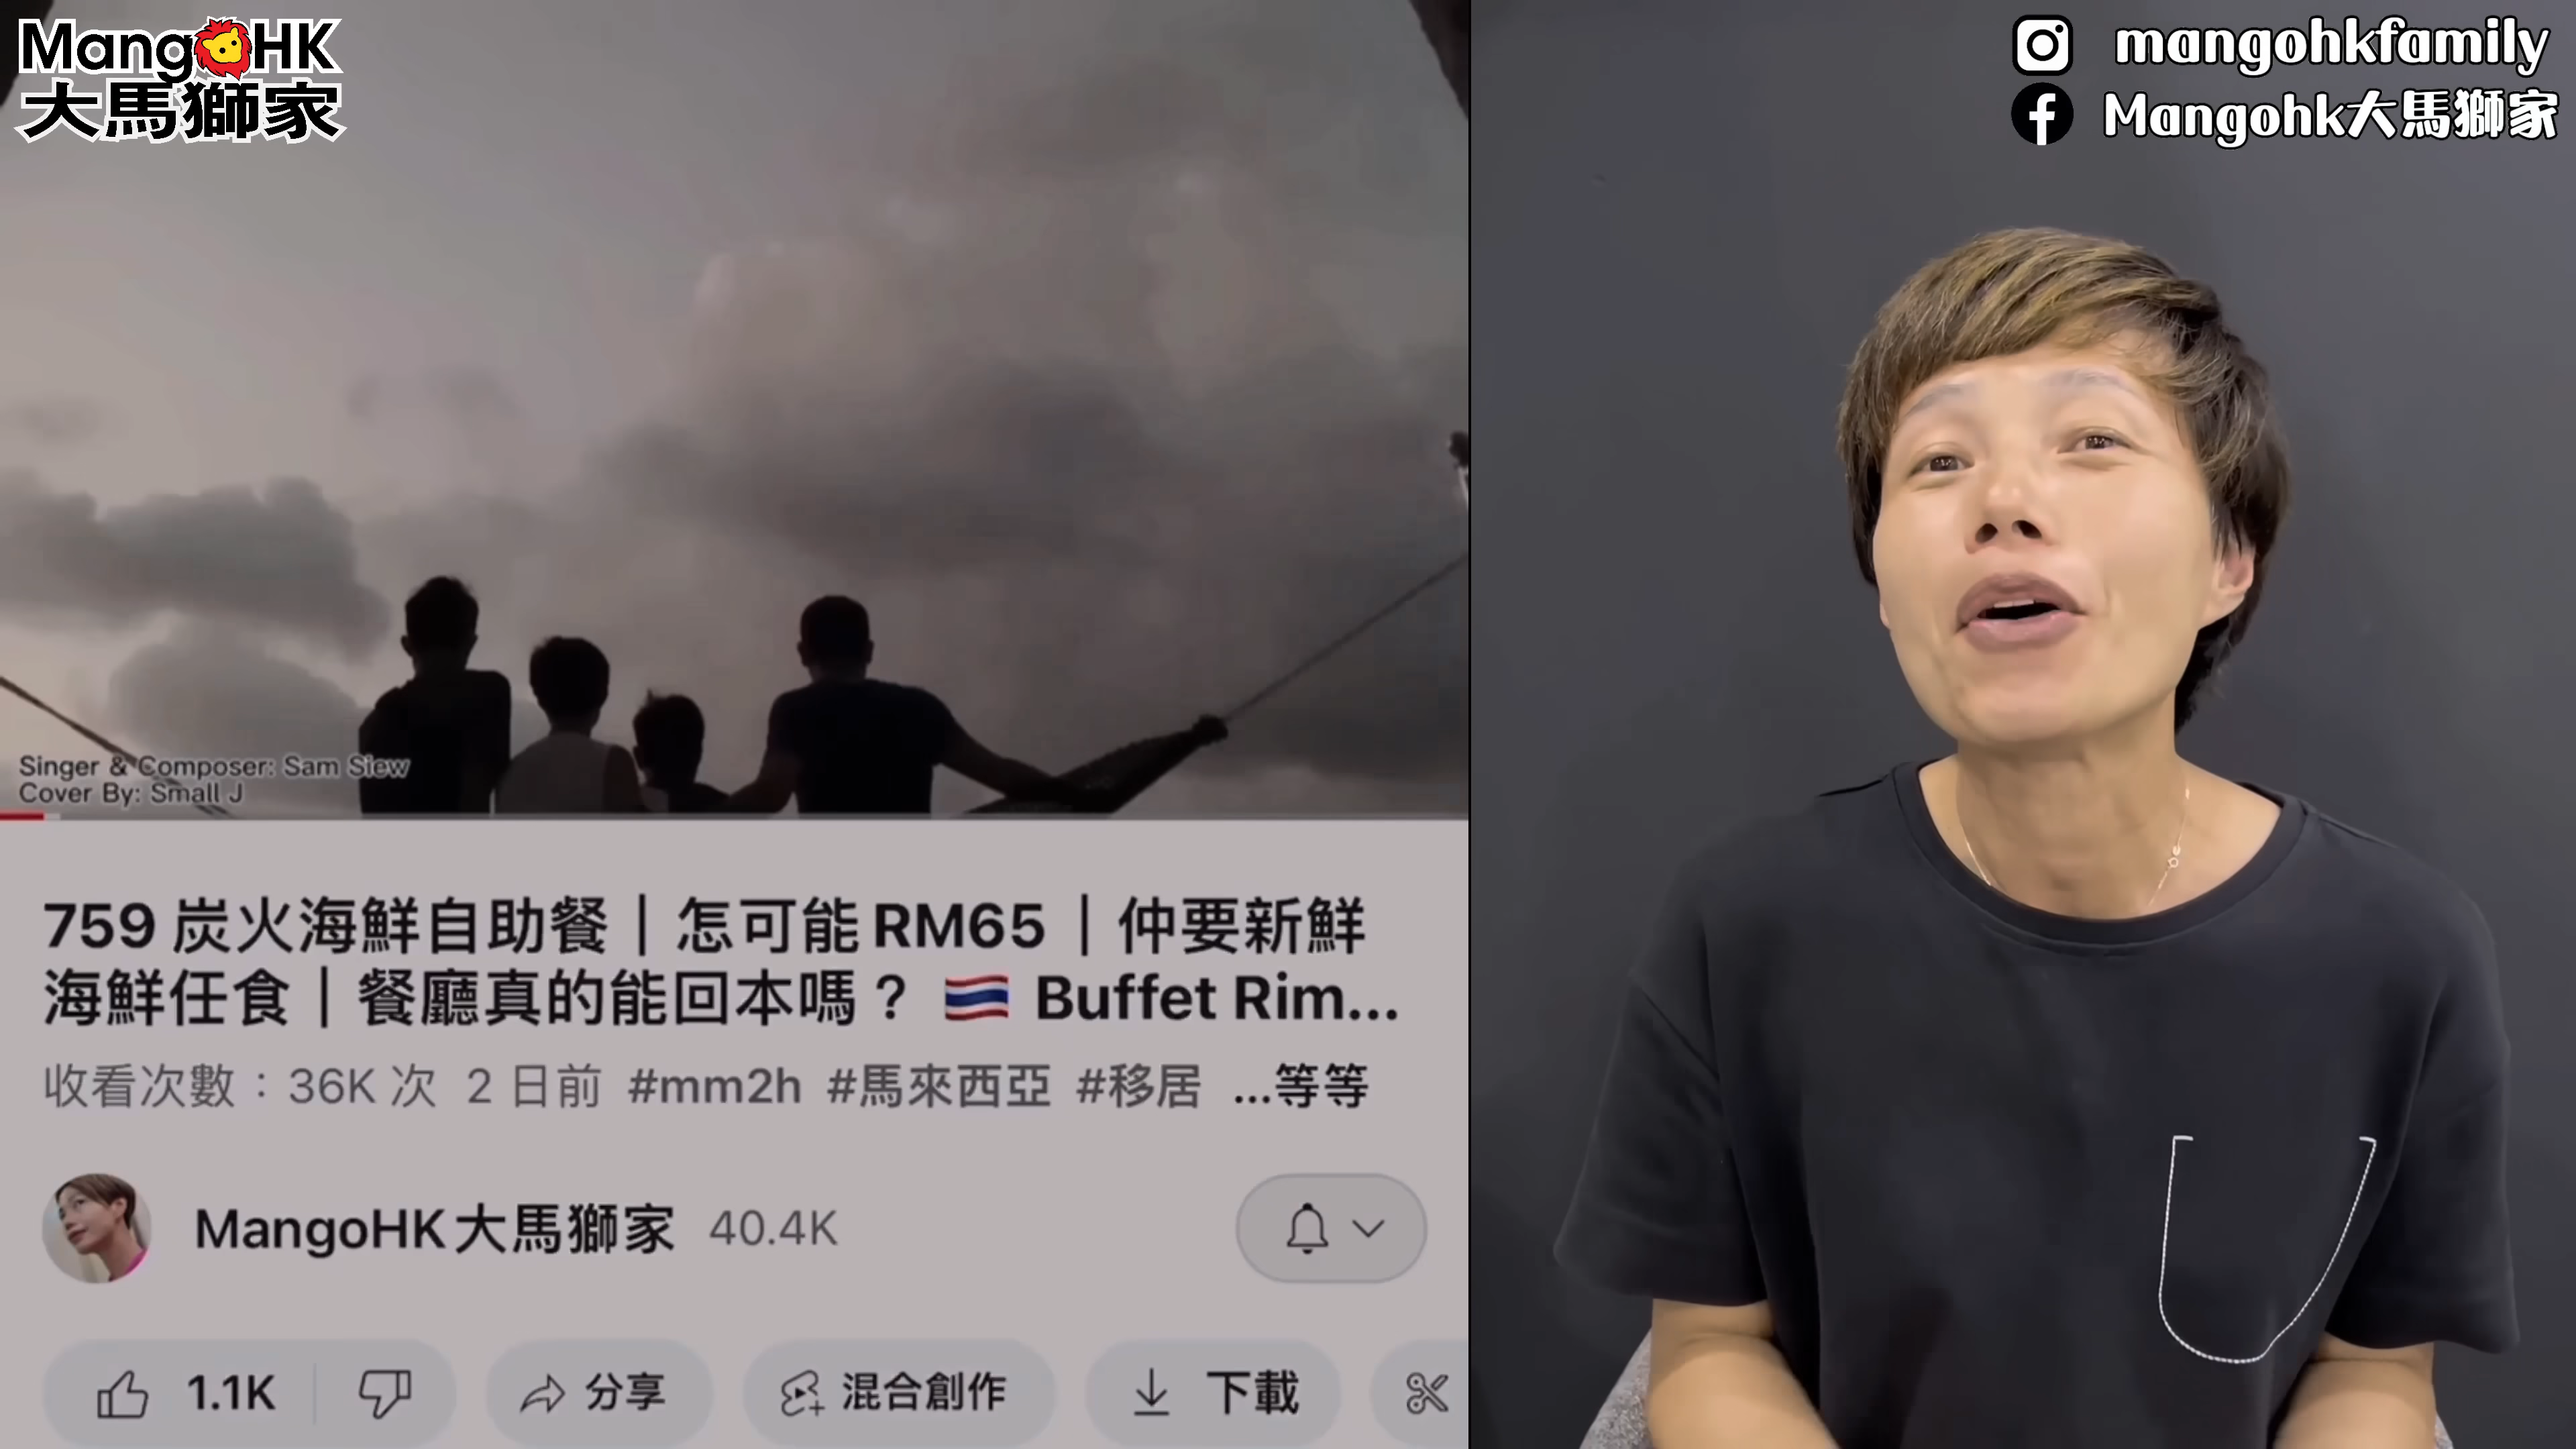 MangoHK
大馬獅家
mangohkfamily
Mangohk大馬獅家
Singer & Composer: Sam Siew
Cover By: Small J
759 炭火海鮮自助餐｜怎可能RM65｜仲要新鮮
海鮮任食｜餐廳真的能回本嗎？ 🇹🇭 Buffet Rim...
收看次數：36K 次 2 日前 #mm2h #馬來西亞 #移居 ...等等
MangoHK大馬獅家 40.4K
1.1K 分享 混合創作 下載